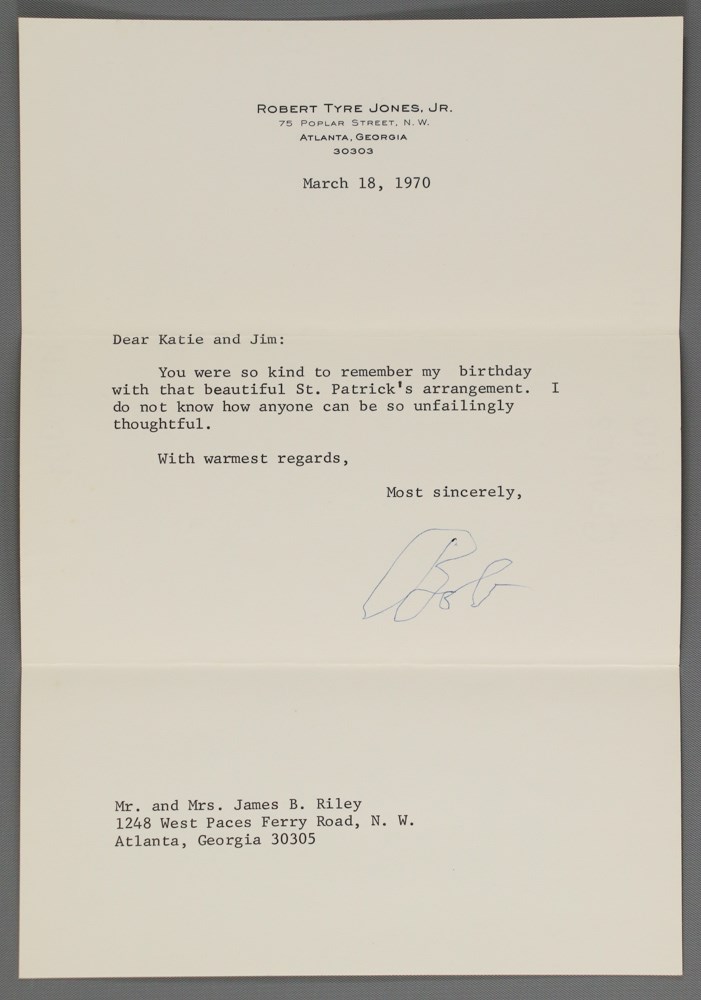 ROBERT TYRE JONES, JR.
75 POPLAR STREET, N. W.
ATLANTA, GEORGIA
30303
March 18, 1970
Dear Katie and Jim:
You were so kind to remember my  birthday
with that beautiful St. Patrick's arrangement.  I
do not know how anyone can be so unfailingly
thoughtful.
With warmest regards,
Most sincerely,
Bob
Mr. and Mrs. James B. Riley
1248 West Paces Ferry Road, N. W.
Atlanta, Georgia 30305